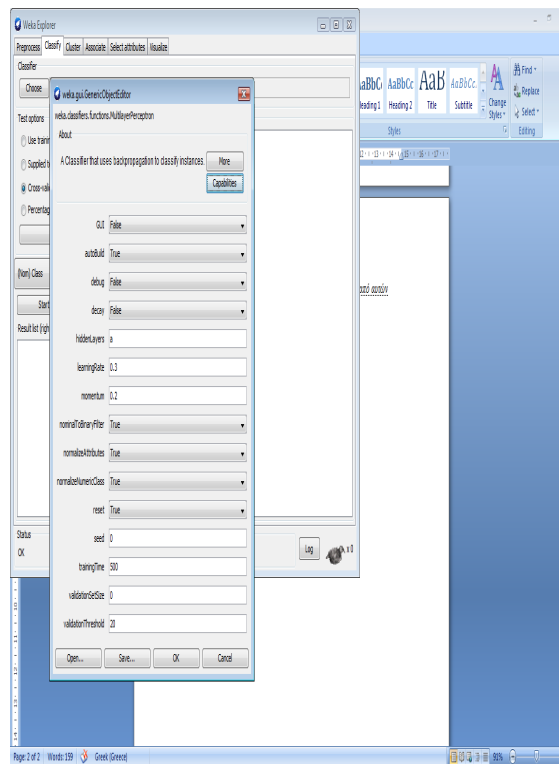 Weka Explorer
Preprocess Classify Cluster Associate Select attributes Visualize
Classifier
Choose
Test options
Use trainin
Supplied t
Cross-vali
Percentag
(Nom) Class
Start
Result list (righ
Status
OK
Log
x 0
weka.gui.GenericObjectEditor
weka.classifiers.functions.MultilayerPerceptron
About
A Classifier that uses backpropagation to classify instances.
More
Capabilities
GUI False
autoBuild True
debug False
decay False
hiddenLayers a
learningRate 0.3
momentum 0.2
nominalToBinaryFilter True
normalizeAttributes True
normalizeNumericClass True
reset True
seed 0
trainingTime 500
validationSetSize 0
validationThreshold 20
Open... Save... OK Cancel
aBbC AaBbCc AaB AaBbCc.
eading 1 Heading 2 Title Subtitle
Change Styles
Styles
Find
Replace
Select
Editing
από αυτών
Page: 2 of 2 Words: 159 Greek (Greece) 91%